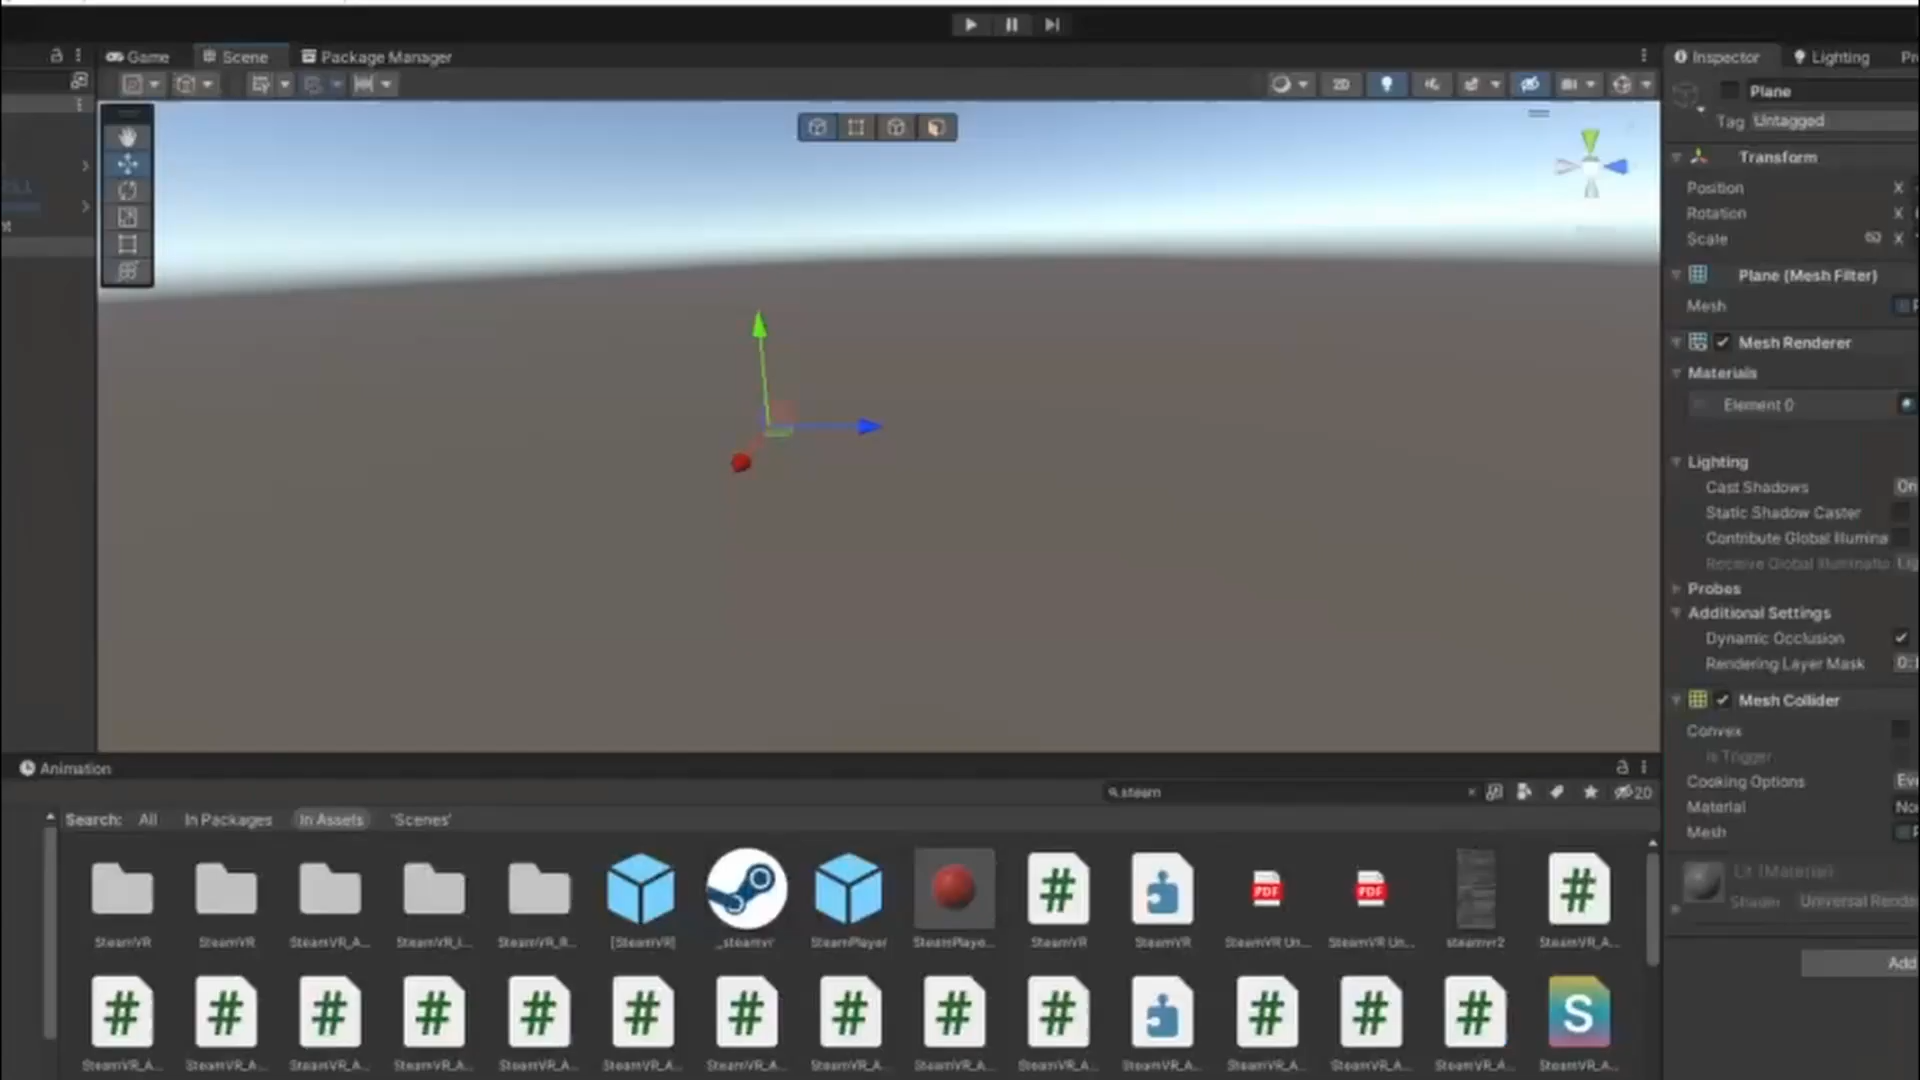 Game
Scene
Package Manager
Inspector
Lighting
2D
Plane
Tag Untagged
Transform
Position X
Rotation X
Scale X
Plane (Mesh Filter)
Mesh
Mesh Renderer
Materials
Element 0
Lighting
Cast Shadows On
Static Shadow Caster
Contribute Global Illumina
Receive Global Illuminatio
Probes
Additional Settings
Dynamic Occlusion
Rendering Layer Mask 0:
Mesh Collider
Convex
Is Trigger
Cooking Options
Material
Mesh
Lit (Material)
Shader Universal Rende
Add
Animation
steam
20
Search: All In Packages In Assets 'Scenes'
SteamVR SteamVR SteamVR_A... SteamVR_I... SteamVR_R... [SteamVR] _steamvr SteamPlayer SteamPlaye... SteamVR SteamVR SteamVR Un... SteamVR Un... steamvr2 SteamVR_A...
SteamVR_A... SteamVR_A... SteamVR_A... SteamVR_A... SteamVR_A... SteamVR_A... SteamVR_A... SteamVR_A... SteamVR_A... SteamVR_A... SteamVR_A... SteamVR_A... SteamVR_A... SteamVR_A... SteamVR_A...